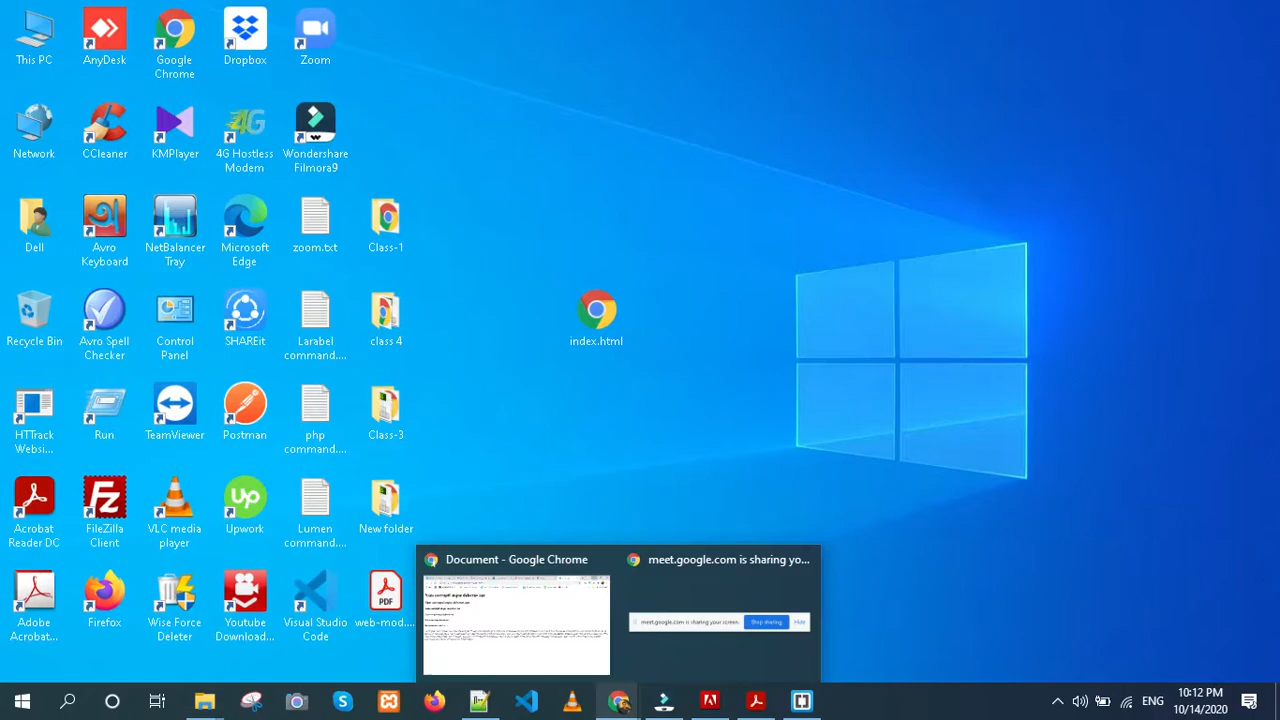 This PC
AnyDesk
Google
Chrome
Dropbox
Zoom
Network
CCleaner
KMPlayer
4G Hostless
Modem
Wondershare
Filmora9
Dell
Avro
Keyboard
NetBalancer
Tray
Microsoft
Edge
zoom.txt
Class-1
Recycle Bin
Avro Spell
Checker
Control
Panel
SHAREit
Larabel
command....
class 4
index.html
HTTrack
Websi...
Run
TeamViewer
Postman
php
command....
Class-3
Acrobat
Reader DC
FileZilla
Client
VLC media
player
Upwork
Lumen
command....
New folder
Document - Google Chrome
meet.google.com is sharing yo...
meet.google.com is sharing your screen.
Stop sharing
Hide
Adobe
Acrobat...
Firefox
Wise Force
Deleter
Youtube
Download...
Visual Studio
web-mod....
ENG
10:12 PM
10/14/2020